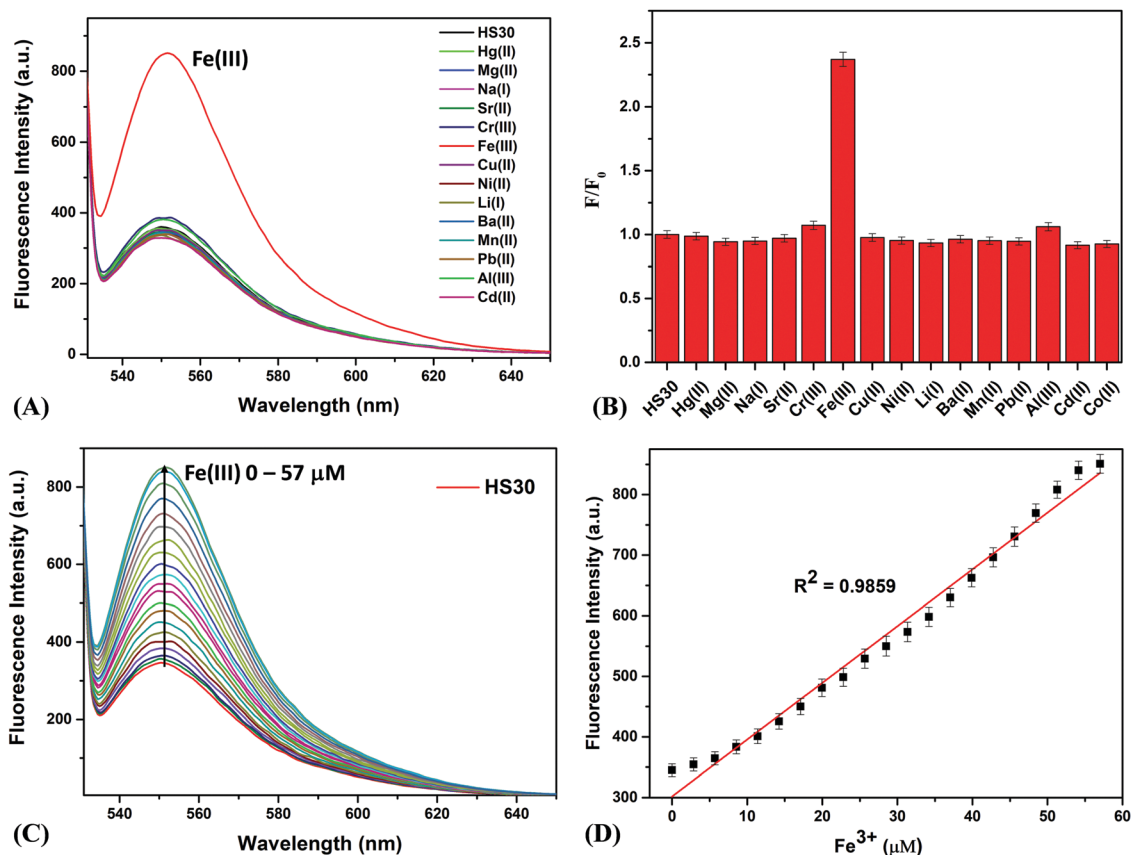 Fluorescence Intensity (a.u.)
800
600
400
200
0
Fe(III)
HS30
Hg(II)
Mg(II)
Na(I)
Sr(II)
Cr(III)
Fe(III)
Cu(II)
Ni(II)
Li(I)
Ba(II)
Mn(II)
Pb(II)
Al(III)
Cd(II)
540 560 580 600 620 640
Wavelength (nm)
(A)
F/F0
2.5
2.0
1.5
1.0
0.5
0.0
HS30 Hg(II) Mg(II) Na(I) Sr(II) Cr(III) Fe(III) Cu(II) Ni(II) Li(I) Ba(II) Mn(II) Pb(II) Al(III) Cd(II) Co(II)
(B)
Fluorescence Intensity (a.u.)
800
600
400
200
Fe(III) 0 – 57 µM
HS30
540 560 580 600 620 640
Wavelength (nm)
(C)
Fluorescence Intensity (a.u.)
800
700
600
500
400
300
R2 = 0.9859
0 10 20 30 40 50 60
Fe3+ (µM)
(D)